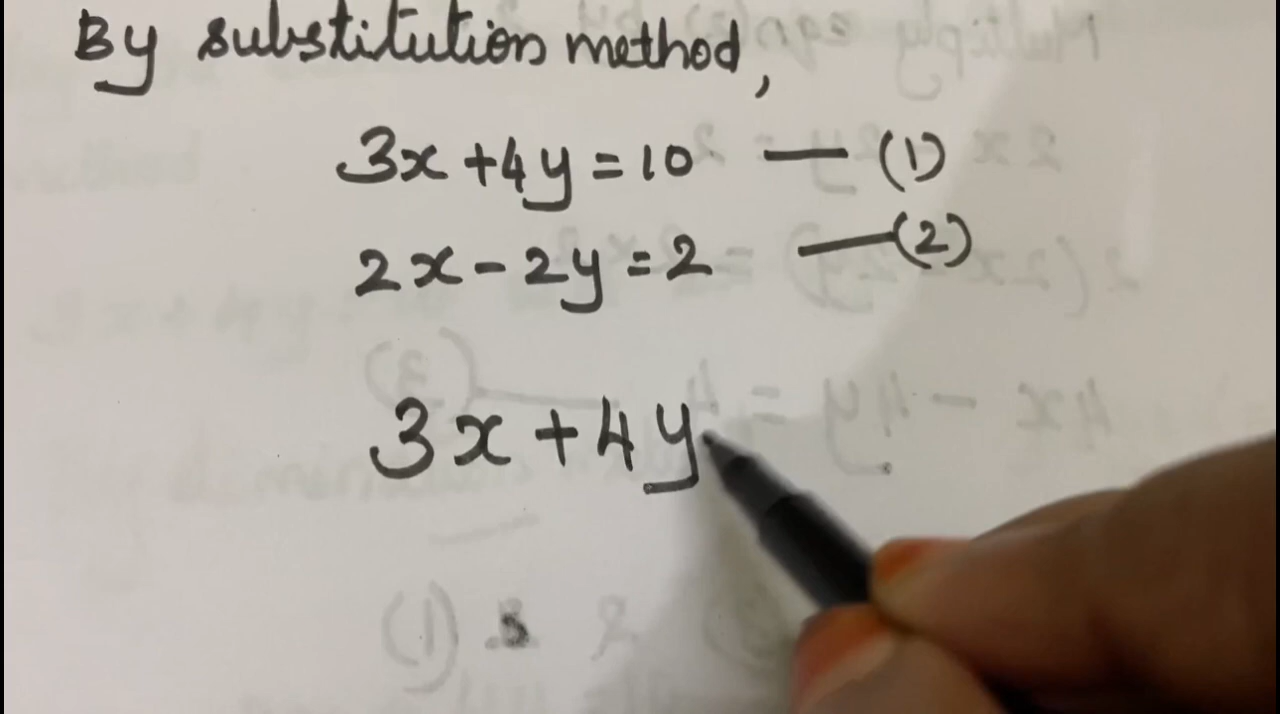 By substitution method,
3x + 4y = 10 — (1)
2x - 2y = 2 — (2)
3x + 4y